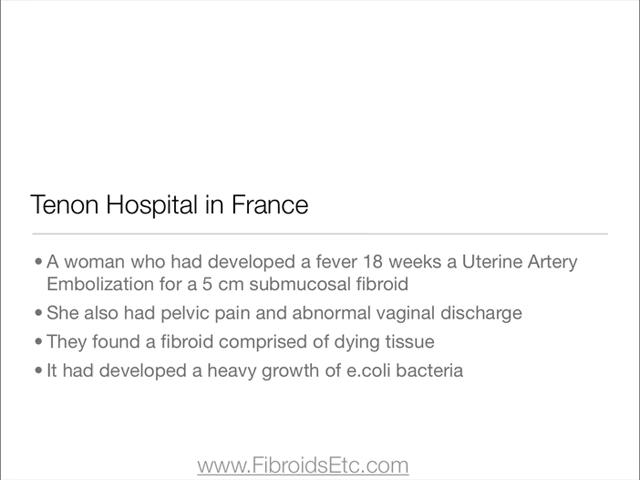 Tenon Hospital in France
• A woman who had developed a fever 18 weeks a Uterine Artery
Embolization for a 5 cm submucosal fibroid
• She also had pelvic pain and abnormal vaginal discharge
• They found a fibroid comprised of dying tissue
• It had developed a heavy growth of e.coli bacteria
www.FibroidsEtc.com